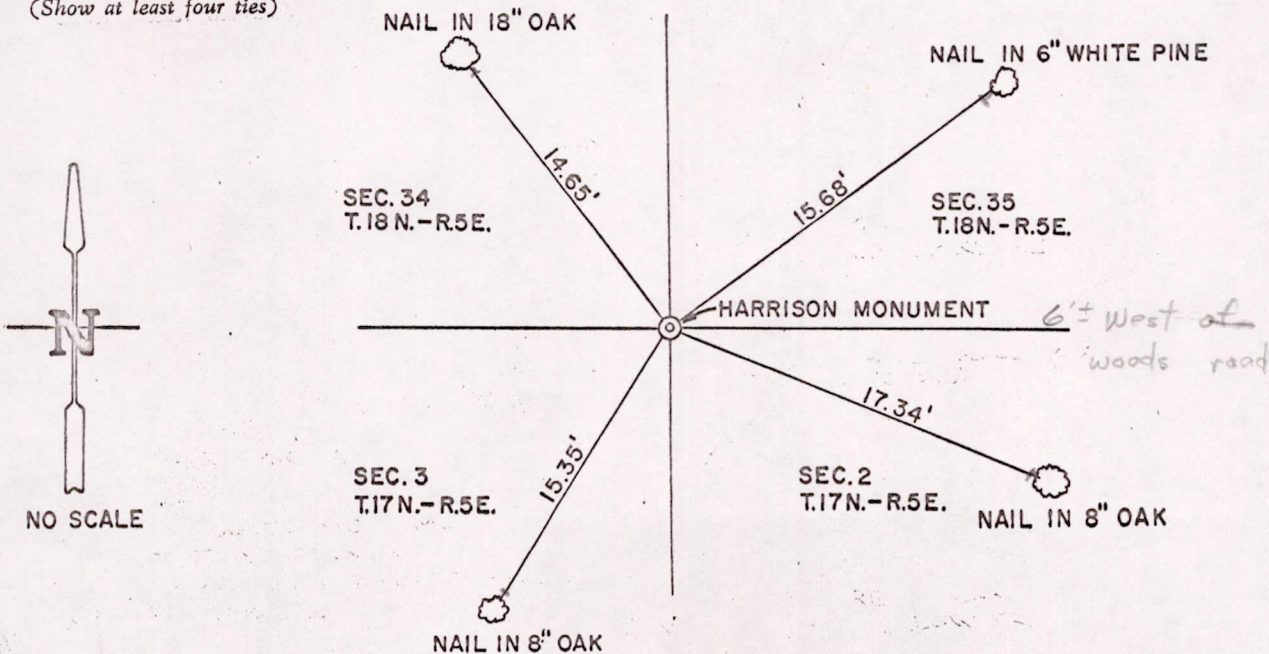 (Show at least four ties)
NAIL IN 18" OAK
NAIL IN 6" WHITE PINE
14.65'
15.68'
SEC. 34
T.18 N.-R.5E.
SEC. 35
T.18N.-R.5E.
HARRISON MONUMENT
6'± West of
woods road
N
17.34'
15.35'
SEC. 3
T.17N.-R.5E.
SEC. 2
T.17N.-R.5E.
NO SCALE
NAIL IN 8" OAK
NAIL IN 8" OAK